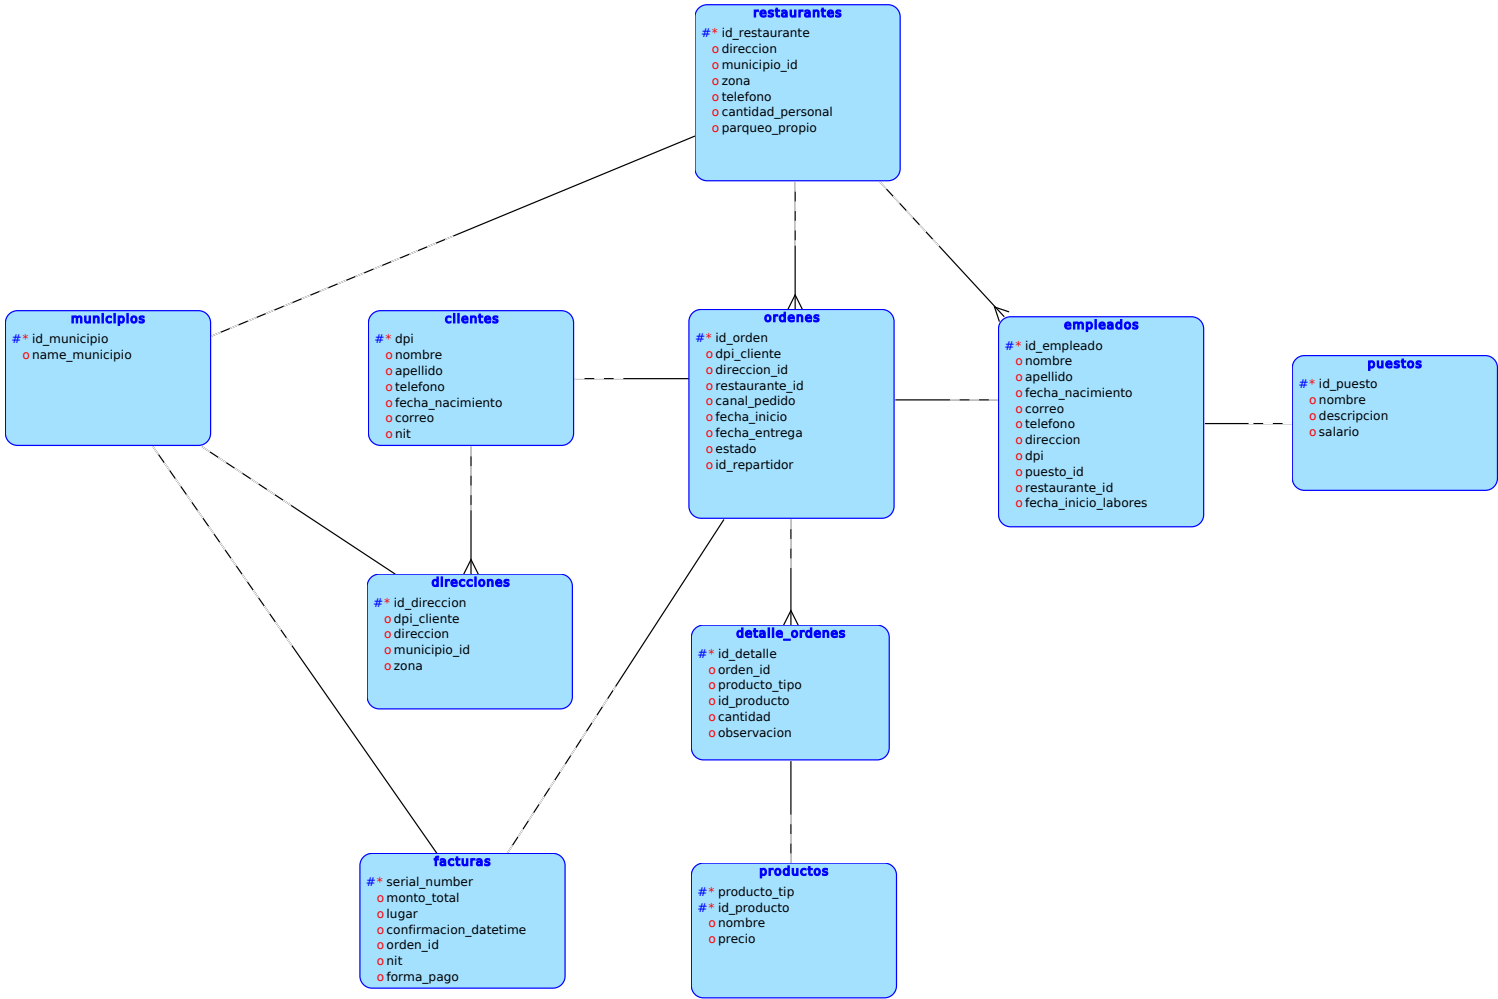 restaurantes
#* id_restaurante
o direccion
o municipio_id
o zona
o telefono
o cantidad_personal
o parqueo_propio
municipios
#* id_municipio
o name_municipio
clientes
#* dpi
o nombre
o apellido
o telefono
o fecha_nacimiento
o correo
o nit
ordenes
#* id_orden
o dpi_cliente
o direccion_id
o restaurante_id
o canal_pedido
o fecha_inicio
o fecha_entrega
o estado
o id_repartidor
empleados
#* id_empleado
o nombre
o apellido
o fecha_nacimiento
o correo
o telefono
o direccion
o dpi
o puesto_id
o restaurante_id
o fecha_inicio_labores
puestos
#* id_puesto
o nombre
o descripcion
o salario
direcciones
#* id_direccion
o dpi_cliente
o direccion
o municipio_id
o zona
detalle_ordenes
#* id_detalle
o orden_id
o producto_tipo
o id_producto
o cantidad
o observacion
facturas
#* serial_number
o monto_total
o lugar
o confirmacion_datetime
o orden_id
o nit
o forma_pago
productos
#* producto_tip
#* id_producto
o nombre
o precio